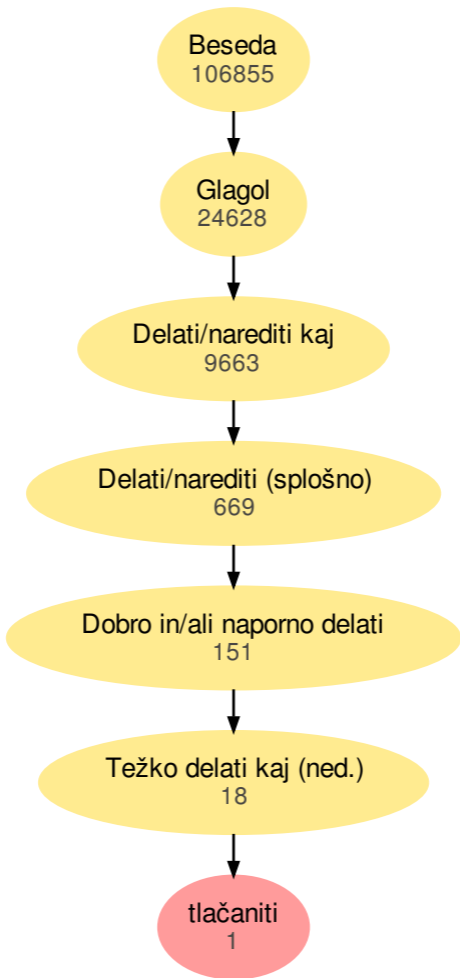 Beseda
106855
Glagol
24628
Delati/narediti kaj
9663
Delati/narediti (splošno)
669
Dobro in/ali naporno delati
151
Težko delati kaj (ned.)
18
tlačaniti
1